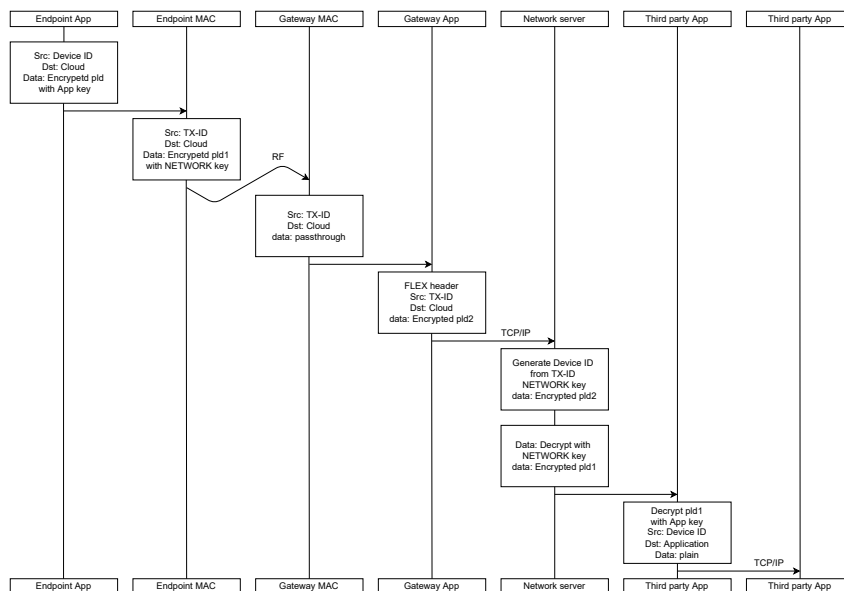 Endpoint App
Endpoint MAC
Gateway MAC
Gateway App
Network server
Third party App
Third party App
Src: Device ID
Dst: Cloud
Data: Encrypetd pld
with App key
Src: TX-ID
Dst: Cloud
Data: Encrypetd pld1
with NETWORK key
RF
Src: TX-ID
Dst: Cloud
data: passthrough
FLEX header
Src: TX-ID
Dst: Cloud
data: Encrypted pld2
TCP/IP
Generate Device ID
from TX-ID
NETWORK key
data: Encrypted pld2
Data: Decrypt with
NETWORK key
data: Encrypted pld1
Decrypt pld1
with App key
Src: Device ID
Dst: Application
Data: plain
TCP/IP
Endpoint App
Endpoint MAC
Gateway MAC
Gateway App
Network server
Third party App
Third party App